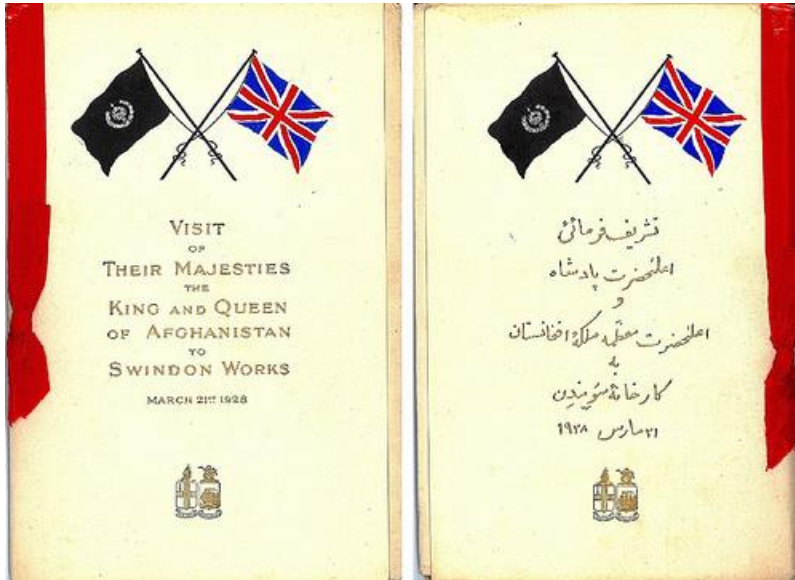 VISIT
OF
THEIR MAJESTIES
THE
KING AND QUEEN
OF AFGHANISTAN
TO
SWINDON WORKS
MARCH 21ST 1928
تشریف فرمائی
اعلیحضرت پادشاه
و
اعلیحضرت معظمه ملکهٔ افغانستان
به
کارخانهٔ سویندن
۲۱ مارس ۱۹۲۸